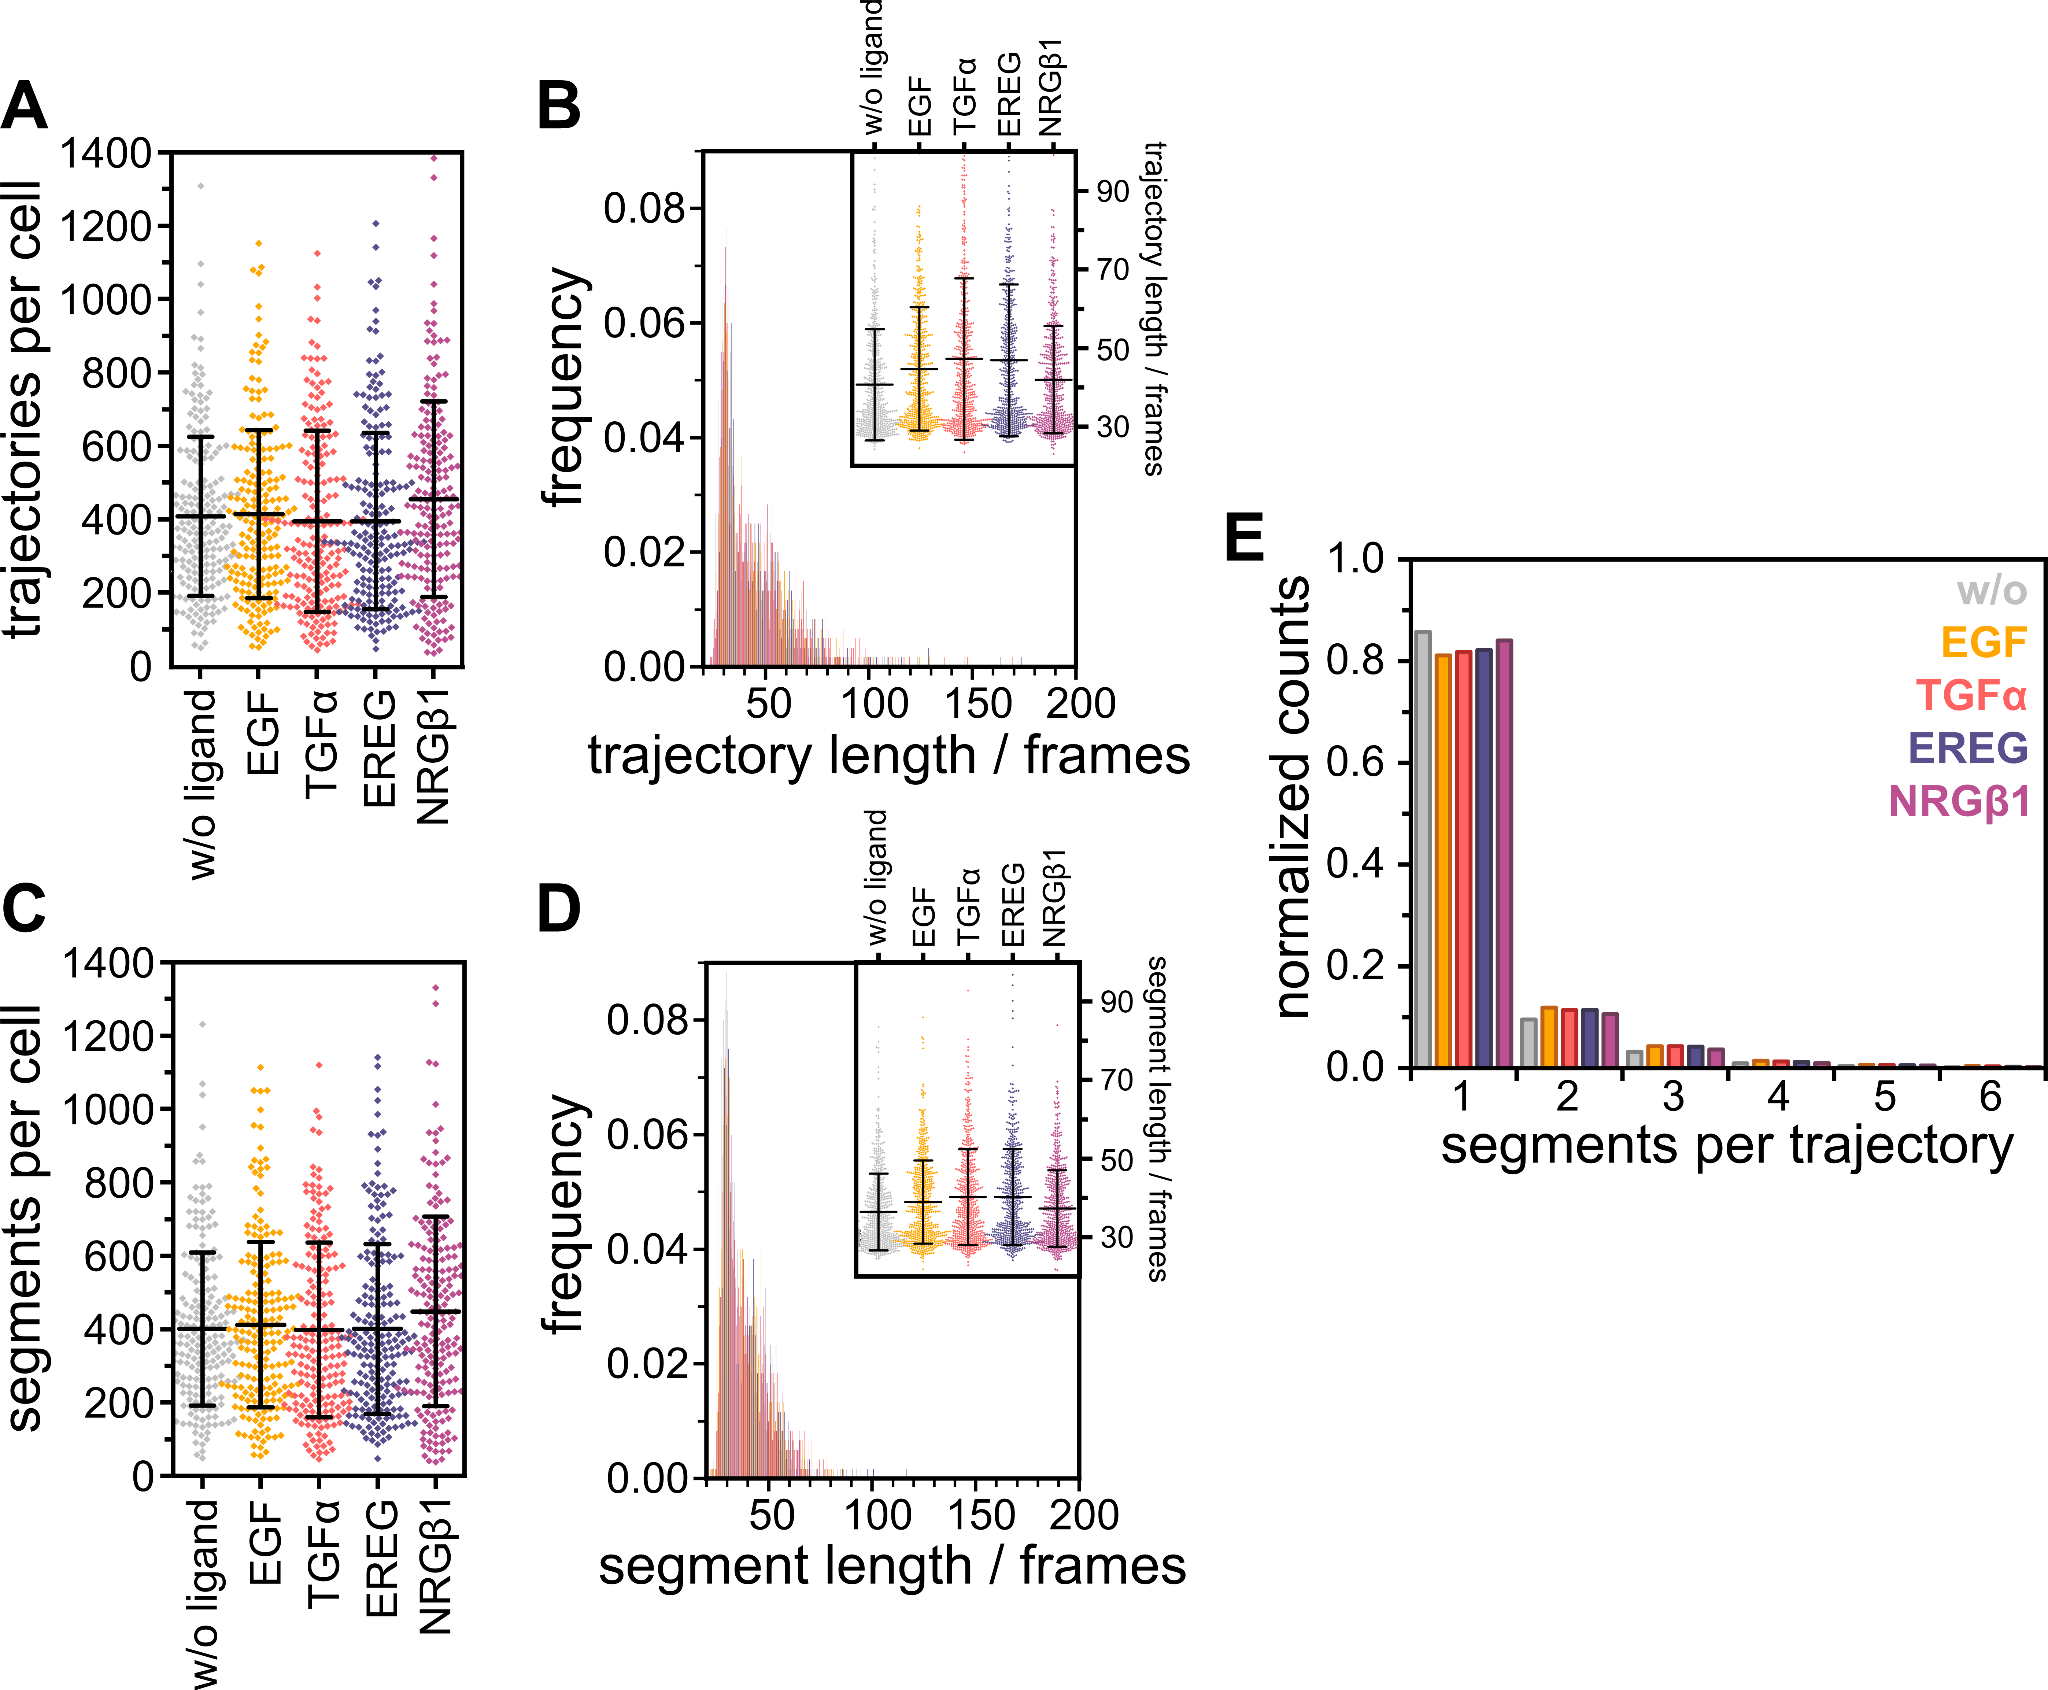 A
1400
1200
1000
800
600
400
200
0
trajectories per cell
w/o ligand
EGF
TGFα
EREG
NRGβ1
B
w/o ligand
EGF
TGFα
EREG
NRGβ1
0.08
0.06
0.04
0.02
0.00
frequency
90
70
50
30
trajectory length / frames
50
100
150
200
trajectory length / frames
C
1400
1200
1000
800
600
400
200
0
segments per cell
w/o ligand
EGF
TGFα
EREG
NRGβ1
D
w/o ligand
EGF
TGFα
EREG
NRGβ1
0.08
0.06
0.04
0.02
0.00
frequency
90
70
50
30
segment length / frames
50
100
150
200
segment length / frames
E
1.0
0.8
0.6
0.4
0.2
0.0
normalized counts
w/o
EGF
TGFα
EREG
NRGβ1
1
2
3
4
5
6
segments per trajectory